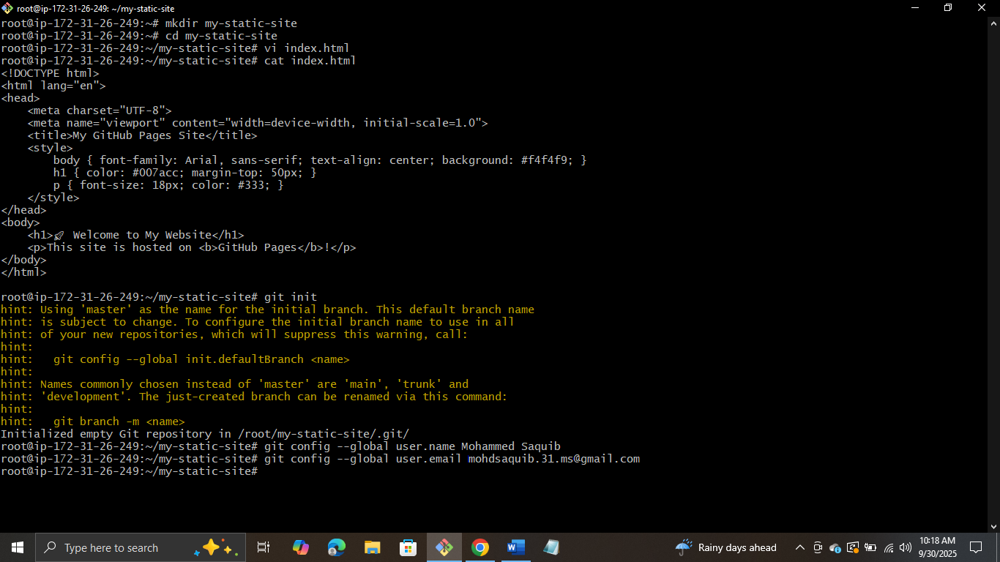 root@ip-172-31-26-249: ~/my-static-site
root@ip-172-31-26-249:~# mkdir my-static-site
root@ip-172-31-26-249:~# cd my-static-site
root@ip-172-31-26-249:~/my-static-site# vi index.html
root@ip-172-31-26-249:~/my-static-site# cat index.html
<!DOCTYPE html>
<html lang="en">
<head>
    <meta charset="UTF-8">
    <meta name="viewport" content="width=device-width, initial-scale=1.0">
    <title>My GitHub Pages Site</title>
    <style>
        body { font-family: Arial, sans-serif; text-align: center; background: #f4f4f9; }
        h1 { color: #007acc; margin-top: 50px; }
        p { font-size: 18px; color: #333; }
    </style>
</head>
<body>
    <h1>🚀 Welcome to My Website</h1>
    <p>This site is hosted on <b>GitHub Pages</b>!</p>
</body>
</html>
root@ip-172-31-26-249:~/my-static-site# git init
hint: Using 'master' as the name for the initial branch. This default branch name
hint: is subject to change. To configure the initial branch name to use in all
hint: of your new repositories, which will suppress this warning, call:
hint:
hint:   git config --global init.defaultBranch <name>
hint:
hint: Names commonly chosen instead of 'master' are 'main', 'trunk' and
hint: 'development'. The just-created branch can be renamed via this command:
hint:
hint:   git branch -m <name>
Initialized empty Git repository in /root/my-static-site/.git/
root@ip-172-31-26-249:~/my-static-site# git config --global user.name Mohammed Saquib
root@ip-172-31-26-249:~/my-static-site# git config --global user.email mohdsaquib.31.ms@gmail.com
root@ip-172-31-26-249:~/my-static-site#
Type here to search
Rainy days ahead
10:18 AM
9/30/2025